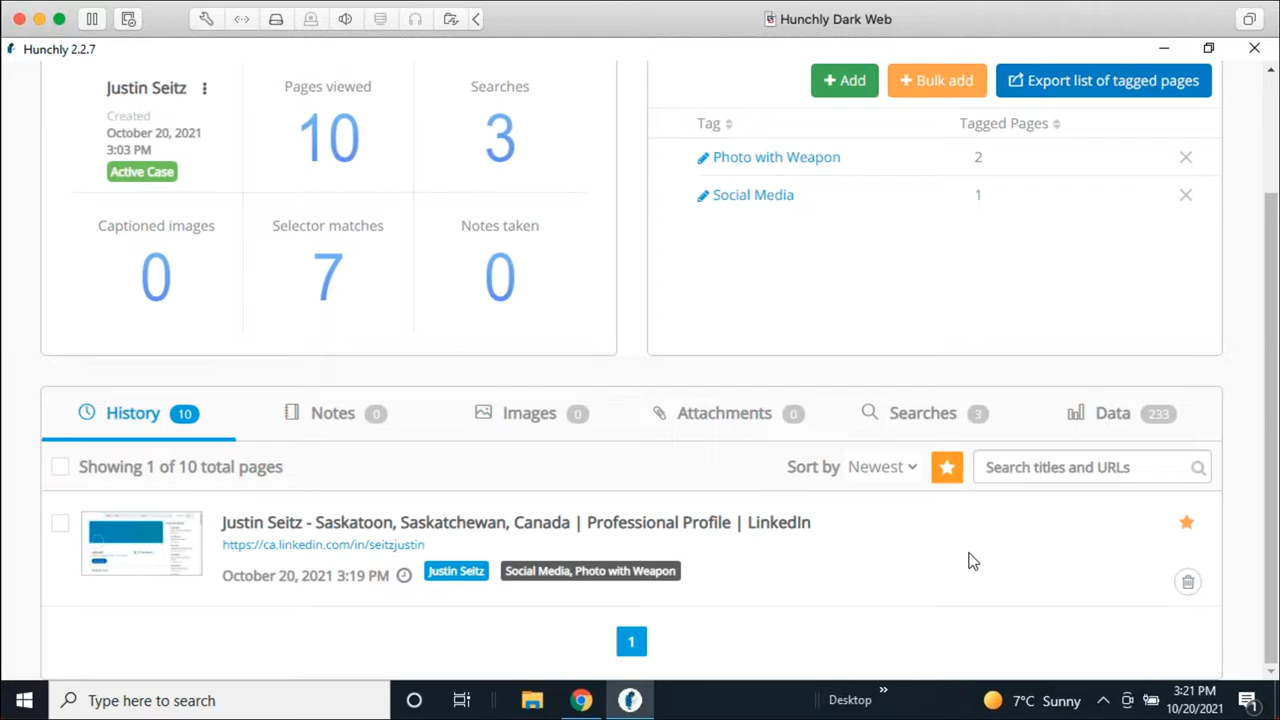 Hunchly Dark Web
Hunchly 2.2.7
Justin Seitz
Created
October 20, 2021
3:03 PM
Active Case
Pages viewed
10
Searches
3
Captioned images
0
Selector matches
7
Notes taken
0
+ Add
+ Bulk add
Export list of tagged pages
Tag
Tagged Pages
Photo with Weapon
2
Social Media
1
History 10
Notes 0
Images 0
Attachments 0
Searches 3
Data 233
Showing 1 of 10 total pages
Sort by Newest
Search titles and URLs
Justin Seitz - Saskatoon, Saskatchewan, Canada | Professional Profile | LinkedIn
https://ca.linkedin.com/in/seitzjustin
October 20, 2021 3:19 PM
Justin Seitz
Social Media, Photo with Weapon
1
Type here to search
Desktop
7°C Sunny
3:21 PM
10/20/2021
1